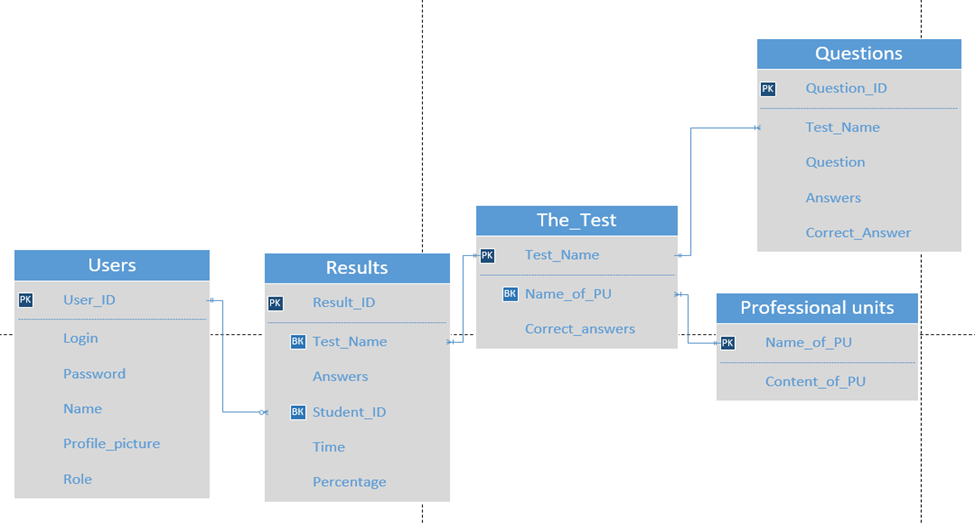 Users
PK User_ID
Login
Password
Name
Profile_picture
Role
Results
PK Result_ID
BK Test_Name
Answers
BK Student_ID
Time
Percentage
The_Test
PK Test_Name
BK Name_of_PU
Correct_answers
Questions
PK Question_ID
Test_Name
Question
Answers
Correct_Answer
Professional units
PK Name_of_PU
Content_of_PU